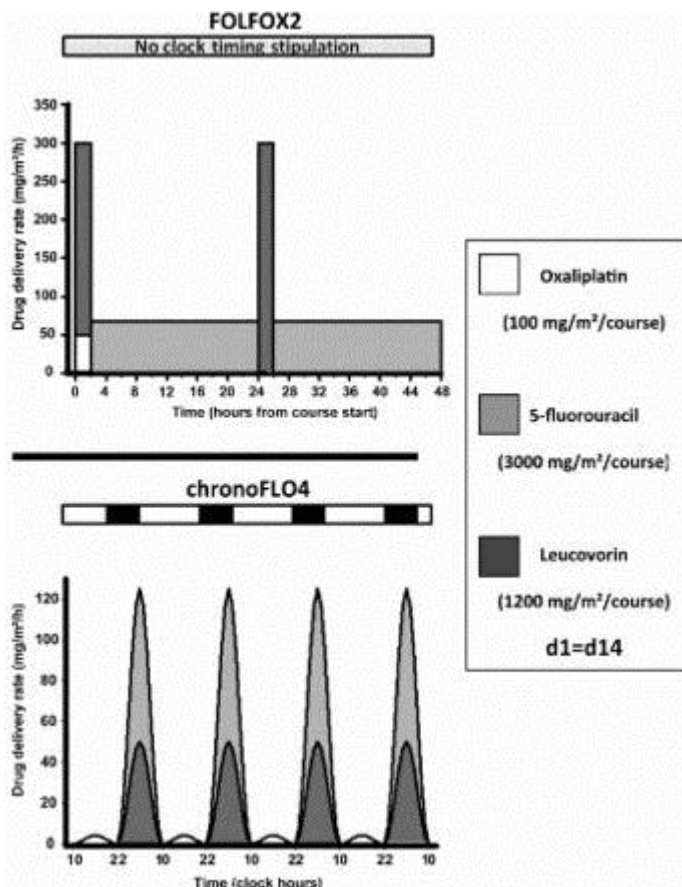 FOLFOX2
No clock timing stipulation
Drug delivery rate (mg/m²/h)
350
300
250
200
150
100
50
0
0 4 8 12 16 20 24 28 32 36 40 44 48
Time (hours from course start)
chronoFLO4
Drug delivery rate (mg/m²/h)
120
100
80
60
40
20
0
10 22 10 22 10 22 10 22 10
Time (clock hours)
Oxaliplatin
(100 mg/m²/course)
5-fluorouracil
(3000 mg/m²/course)
Leucovorin
(1200 mg/m²/course)
d1=d14